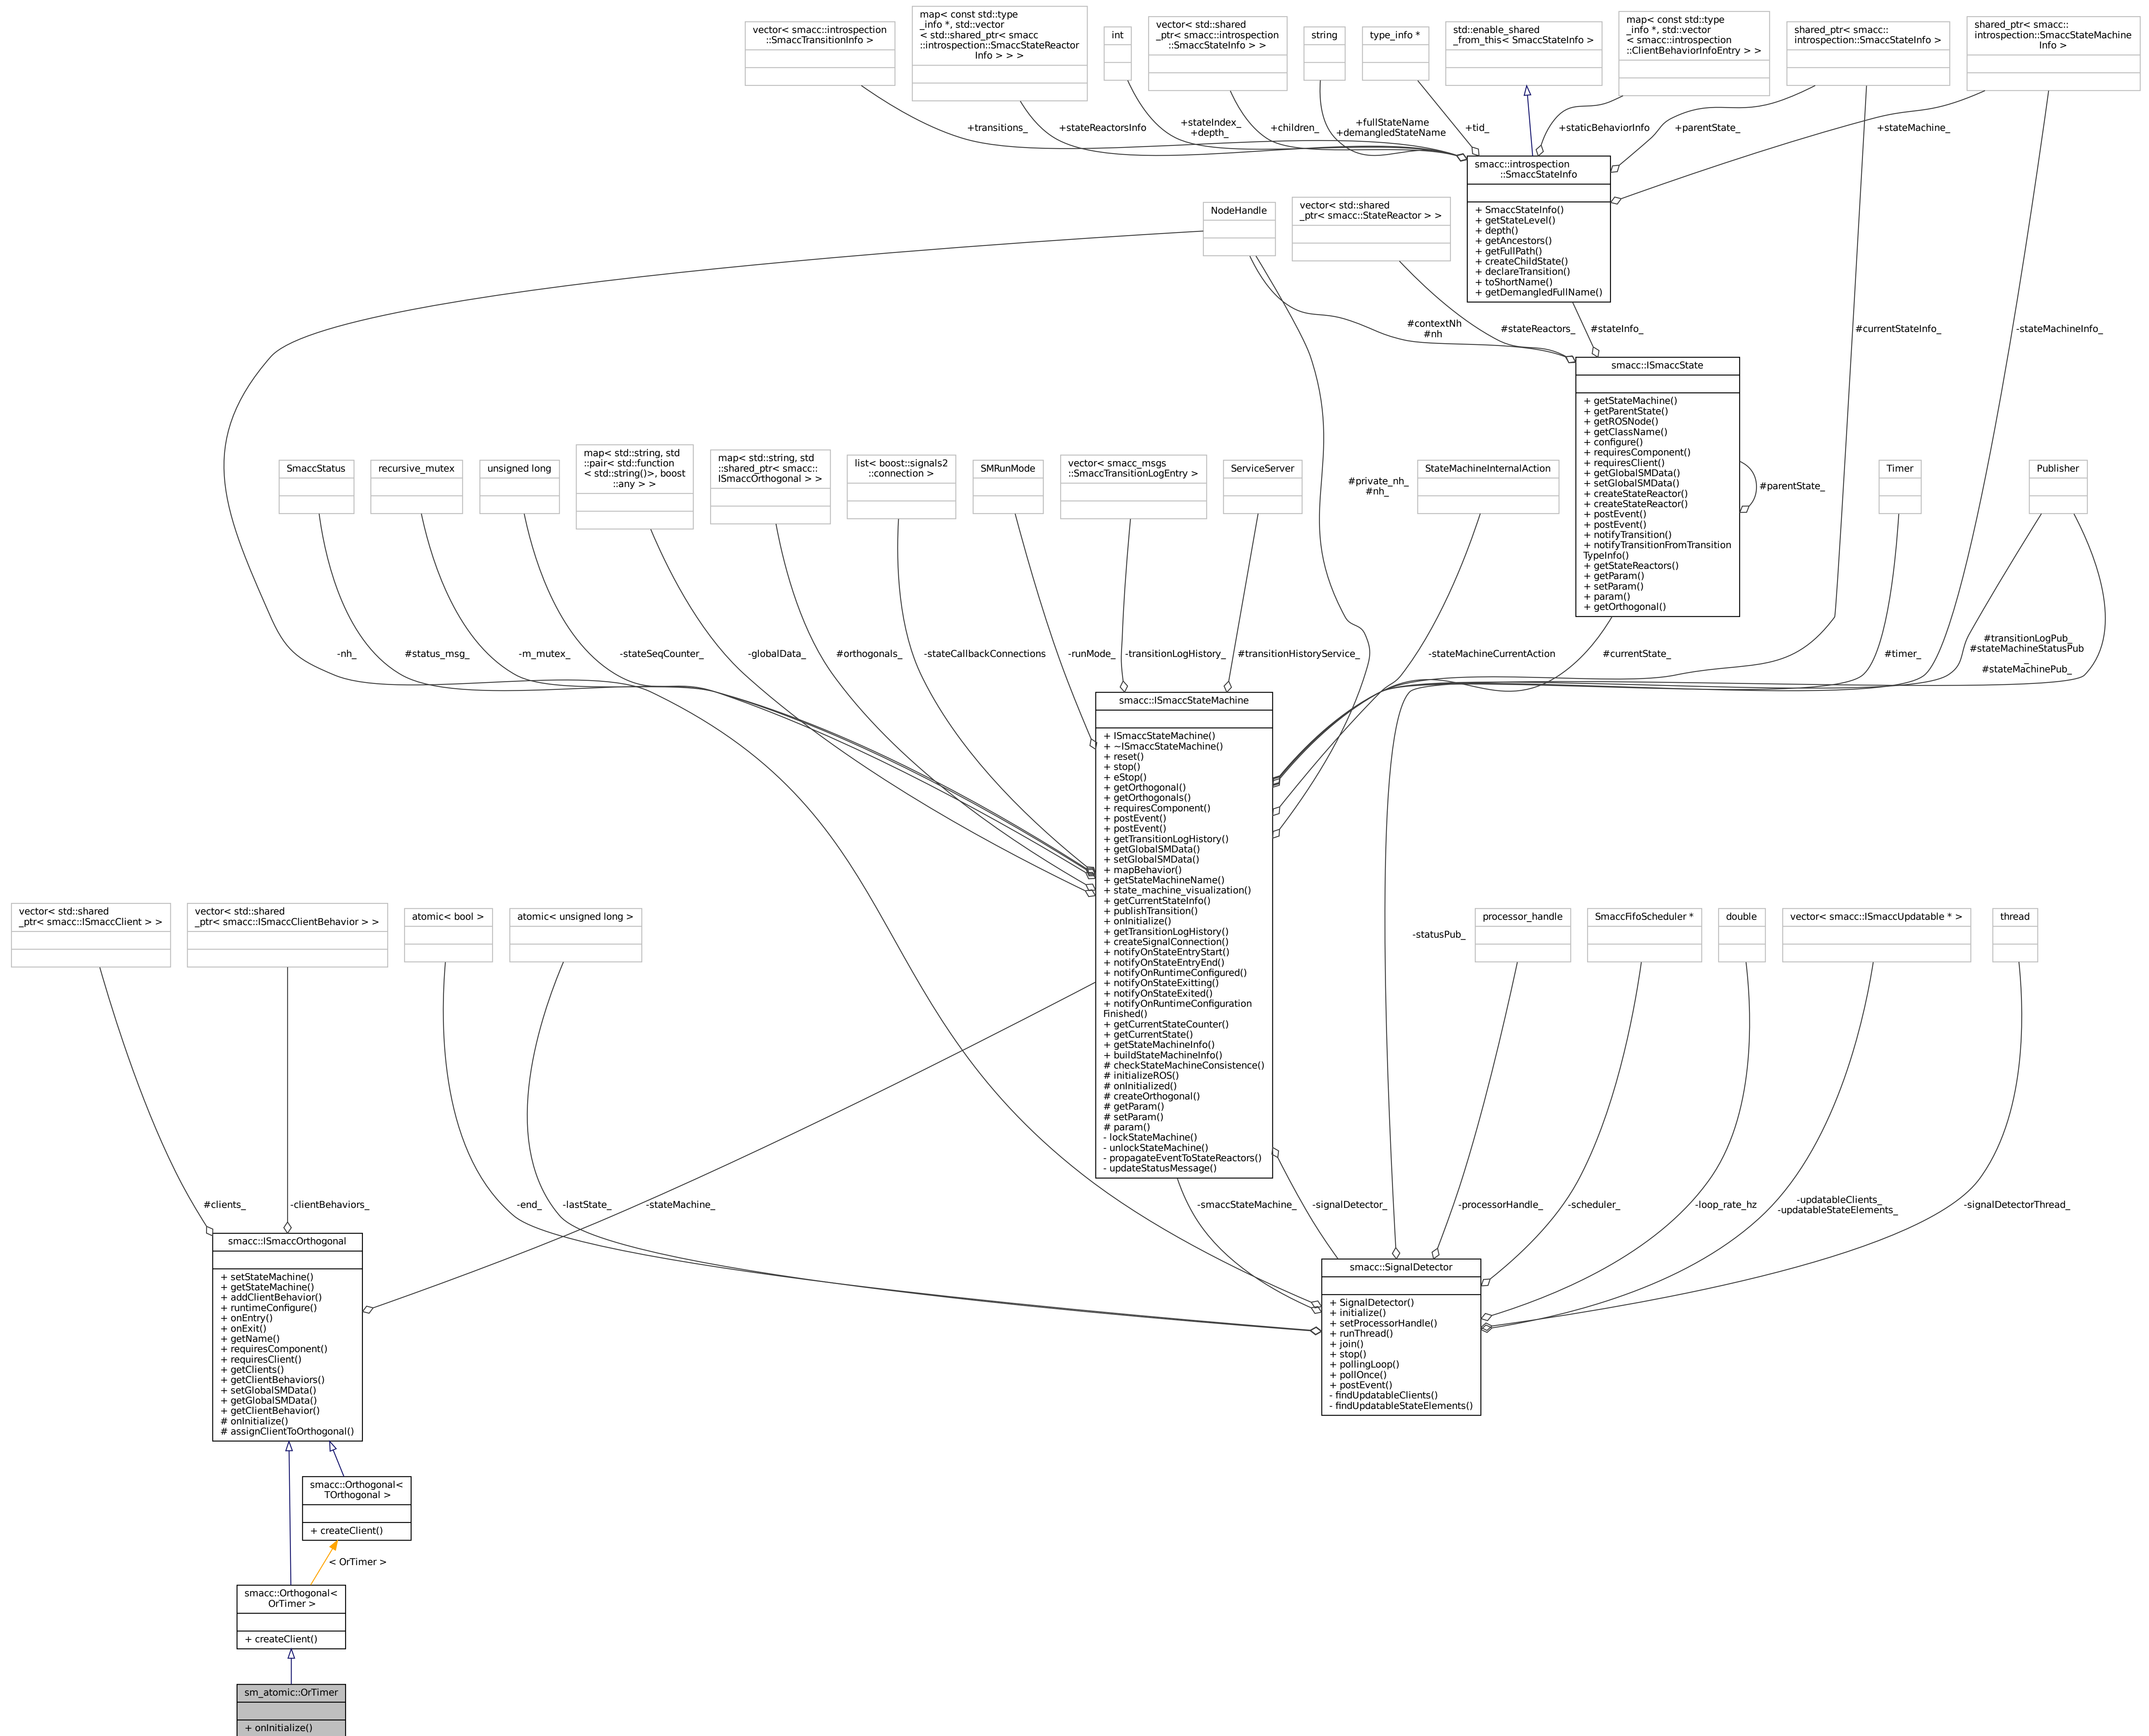 vector< smacc::introspection
::SmaccTransitionInfo >
map< const std::type
_info *, std::vector
< std::shared_ptr< smacc
::introspection::SmaccStateReactor
Info > > >
int
vector< std::shared
_ptr< smacc::introspection
::SmaccStateInfo > >
string
type_info *
std::enable_shared
_from_this< SmaccStateInfo >
map< const std::type
_info *, std::vector
< smacc::introspection
::ClientBehaviorInfoEntry > >
shared_ptr< smacc::
introspection::SmaccStateInfo >
shared_ptr< smacc::
introspection::SmaccStateMachine
Info >
+transitions_
+stateReactorsInfo
+stateIndex_
+depth_
+children_
+fullStateName
+demangledStateName
+tid_
+staticBehaviorInfo
+parentState_
+stateMachine_
smacc::introspection
::SmaccStateInfo
+ SmaccStateInfo()
+ getStateLevel()
+ depth()
+ getAncestors()
+ getFullPath()
+ createChildState()
+ declareTransition()
+ toShortName()
+ getDemangledFullName()
NodeHandle
vector< std::shared
_ptr< smacc::StateReactor > >
#contextNh
#nh
#stateReactors_
#stateInfo_
#currentStateInfo_
-stateMachineInfo_
smacc::ISmaccState
+ getStateMachine()
+ getParentState()
+ getROSNode()
+ getClassName()
+ configure()
+ requiresComponent()
+ requiresClient()
+ getGlobalSMData()
+ setGlobalSMData()
+ createStateReactor()
+ createStateReactor()
+ postEvent()
+ postEvent()
+ notifyTransition()
+ notifyTransitionFromTransition
TypeInfo()
+ getStateReactors()
+ getParam()
+ setParam()
+ param()
+ getOrthogonal()
#parentState_
SmaccStatus
recursive_mutex
unsigned long
map< std::string, std
::pair< std::function
< std::string()>, boost
::any > >
map< std::string, std
::shared_ptr< smacc::
ISmaccOrthogonal > >
list< boost::signals2
::connection >
SMRunMode
vector< smacc_msgs
::SmaccTransitionLogEntry >
ServiceServer
#private_nh_
#nh_
StateMachineInternalAction
Timer
Publisher
-nh_
#status_msg_
-m_mutex_
-stateSeqCounter_
-globalData_
#orthogonals_
-stateCallbackConnections
-runMode_
-transitionLogHistory_
#transitionHistoryService_
-stateMachineCurrentAction
#currentState_
#timer_
#transitionLogPub_
#stateMachineStatusPub
_
#stateMachinePub_
smacc::ISmaccStateMachine
+ ISmaccStateMachine()
+ ~ISmaccStateMachine()
+ reset()
+ stop()
+ eStop()
+ getOrthogonal()
+ getOrthogonals()
+ requiresComponent()
+ postEvent()
+ postEvent()
+ getTransitionLogHistory()
+ getGlobalSMData()
+ setGlobalSMData()
+ mapBehavior()
+ getStateMachineName()
+ state_machine_visualization()
+ getCurrentStateInfo()
+ publishTransition()
+ onInitialize()
+ getTransitionLogHistory()
+ createSignalConnection()
+ notifyOnStateEntryStart()
+ notifyOnStateEntryEnd()
+ notifyOnRuntimeConfigured()
+ notifyOnStateExitting()
+ notifyOnStateExited()
+ notifyOnRuntimeConfiguration
Finished()
+ getCurrentStateCounter()
+ getCurrentState()
+ getStateMachineInfo()
+ buildStateMachineInfo()
# checkStateMachineConsistence()
# initializeROS()
# onInitialized()
# createOrthogonal()
# getParam()
# setParam()
# param()
- lockStateMachine()
- unlockStateMachine()
- propagateEventToStateReactors()
- updateStatusMessage()
vector< std::shared
_ptr< smacc::ISmaccClient > >
vector< std::shared
_ptr< smacc::ISmaccClientBehavior > >
atomic< bool >
atomic< unsigned long >
-statusPub_
processor_handle
SmaccFifoScheduler *
double
vector< smacc::ISmaccUpdatable * >
thread
#clients_
-clientBehaviors_
-end_
-lastState_
-stateMachine_
-smaccStateMachine_
-signalDetector_
-processorHandle_
-scheduler_
-loop_rate_hz
-updatableClients_
-updatableStateElements_
-signalDetectorThread_
smacc::ISmaccOrthogonal
+ setStateMachine()
+ getStateMachine()
+ addClientBehavior()
+ runtimeConfigure()
+ onEntry()
+ onExit()
+ getName()
+ requiresComponent()
+ requiresClient()
+ getClients()
+ getClientBehaviors()
+ setGlobalSMData()
+ getGlobalSMData()
+ getClientBehavior()
# onInitialize()
# assignClientToOrthogonal()
smacc::SignalDetector
+ SignalDetector()
+ initialize()
+ setProcessorHandle()
+ runThread()
+ join()
+ stop()
+ pollingLoop()
+ pollOnce()
+ postEvent()
- findUpdatableClients()
- findUpdatableStateElements()
smacc::Orthogonal<
TOrthogonal >
+ createClient()
< OrTimer >
smacc::Orthogonal<
OrTimer >
+ createClient()
sm_atomic::OrTimer
+ onInitialize()